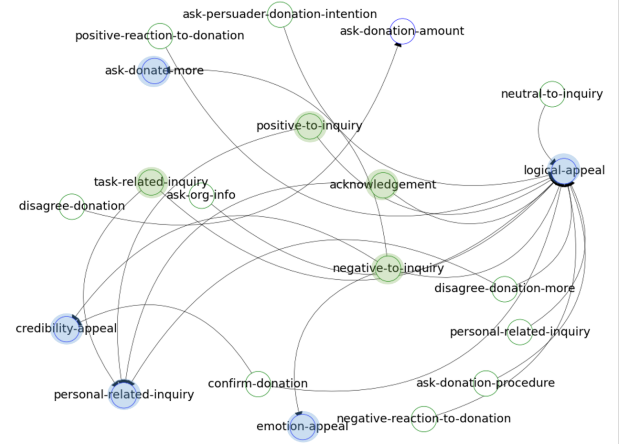 ask-persuader-donation-intention
ask-donation-amount
positive-reaction-to-donation
ask-donate-more
neutral-to-inquiry
positive-to-inquiry
logical-appeal
task-related-inquiry
acknowledgement
ask-org-info
disagree-donation
negative-to-inquiry
disagree-donation-more
credibility-appeal
personal-related-inquiry
confirm-donation
ask-donation-procedure
personal-related-inquiry
negative-reaction-to-donation
emotion-appeal